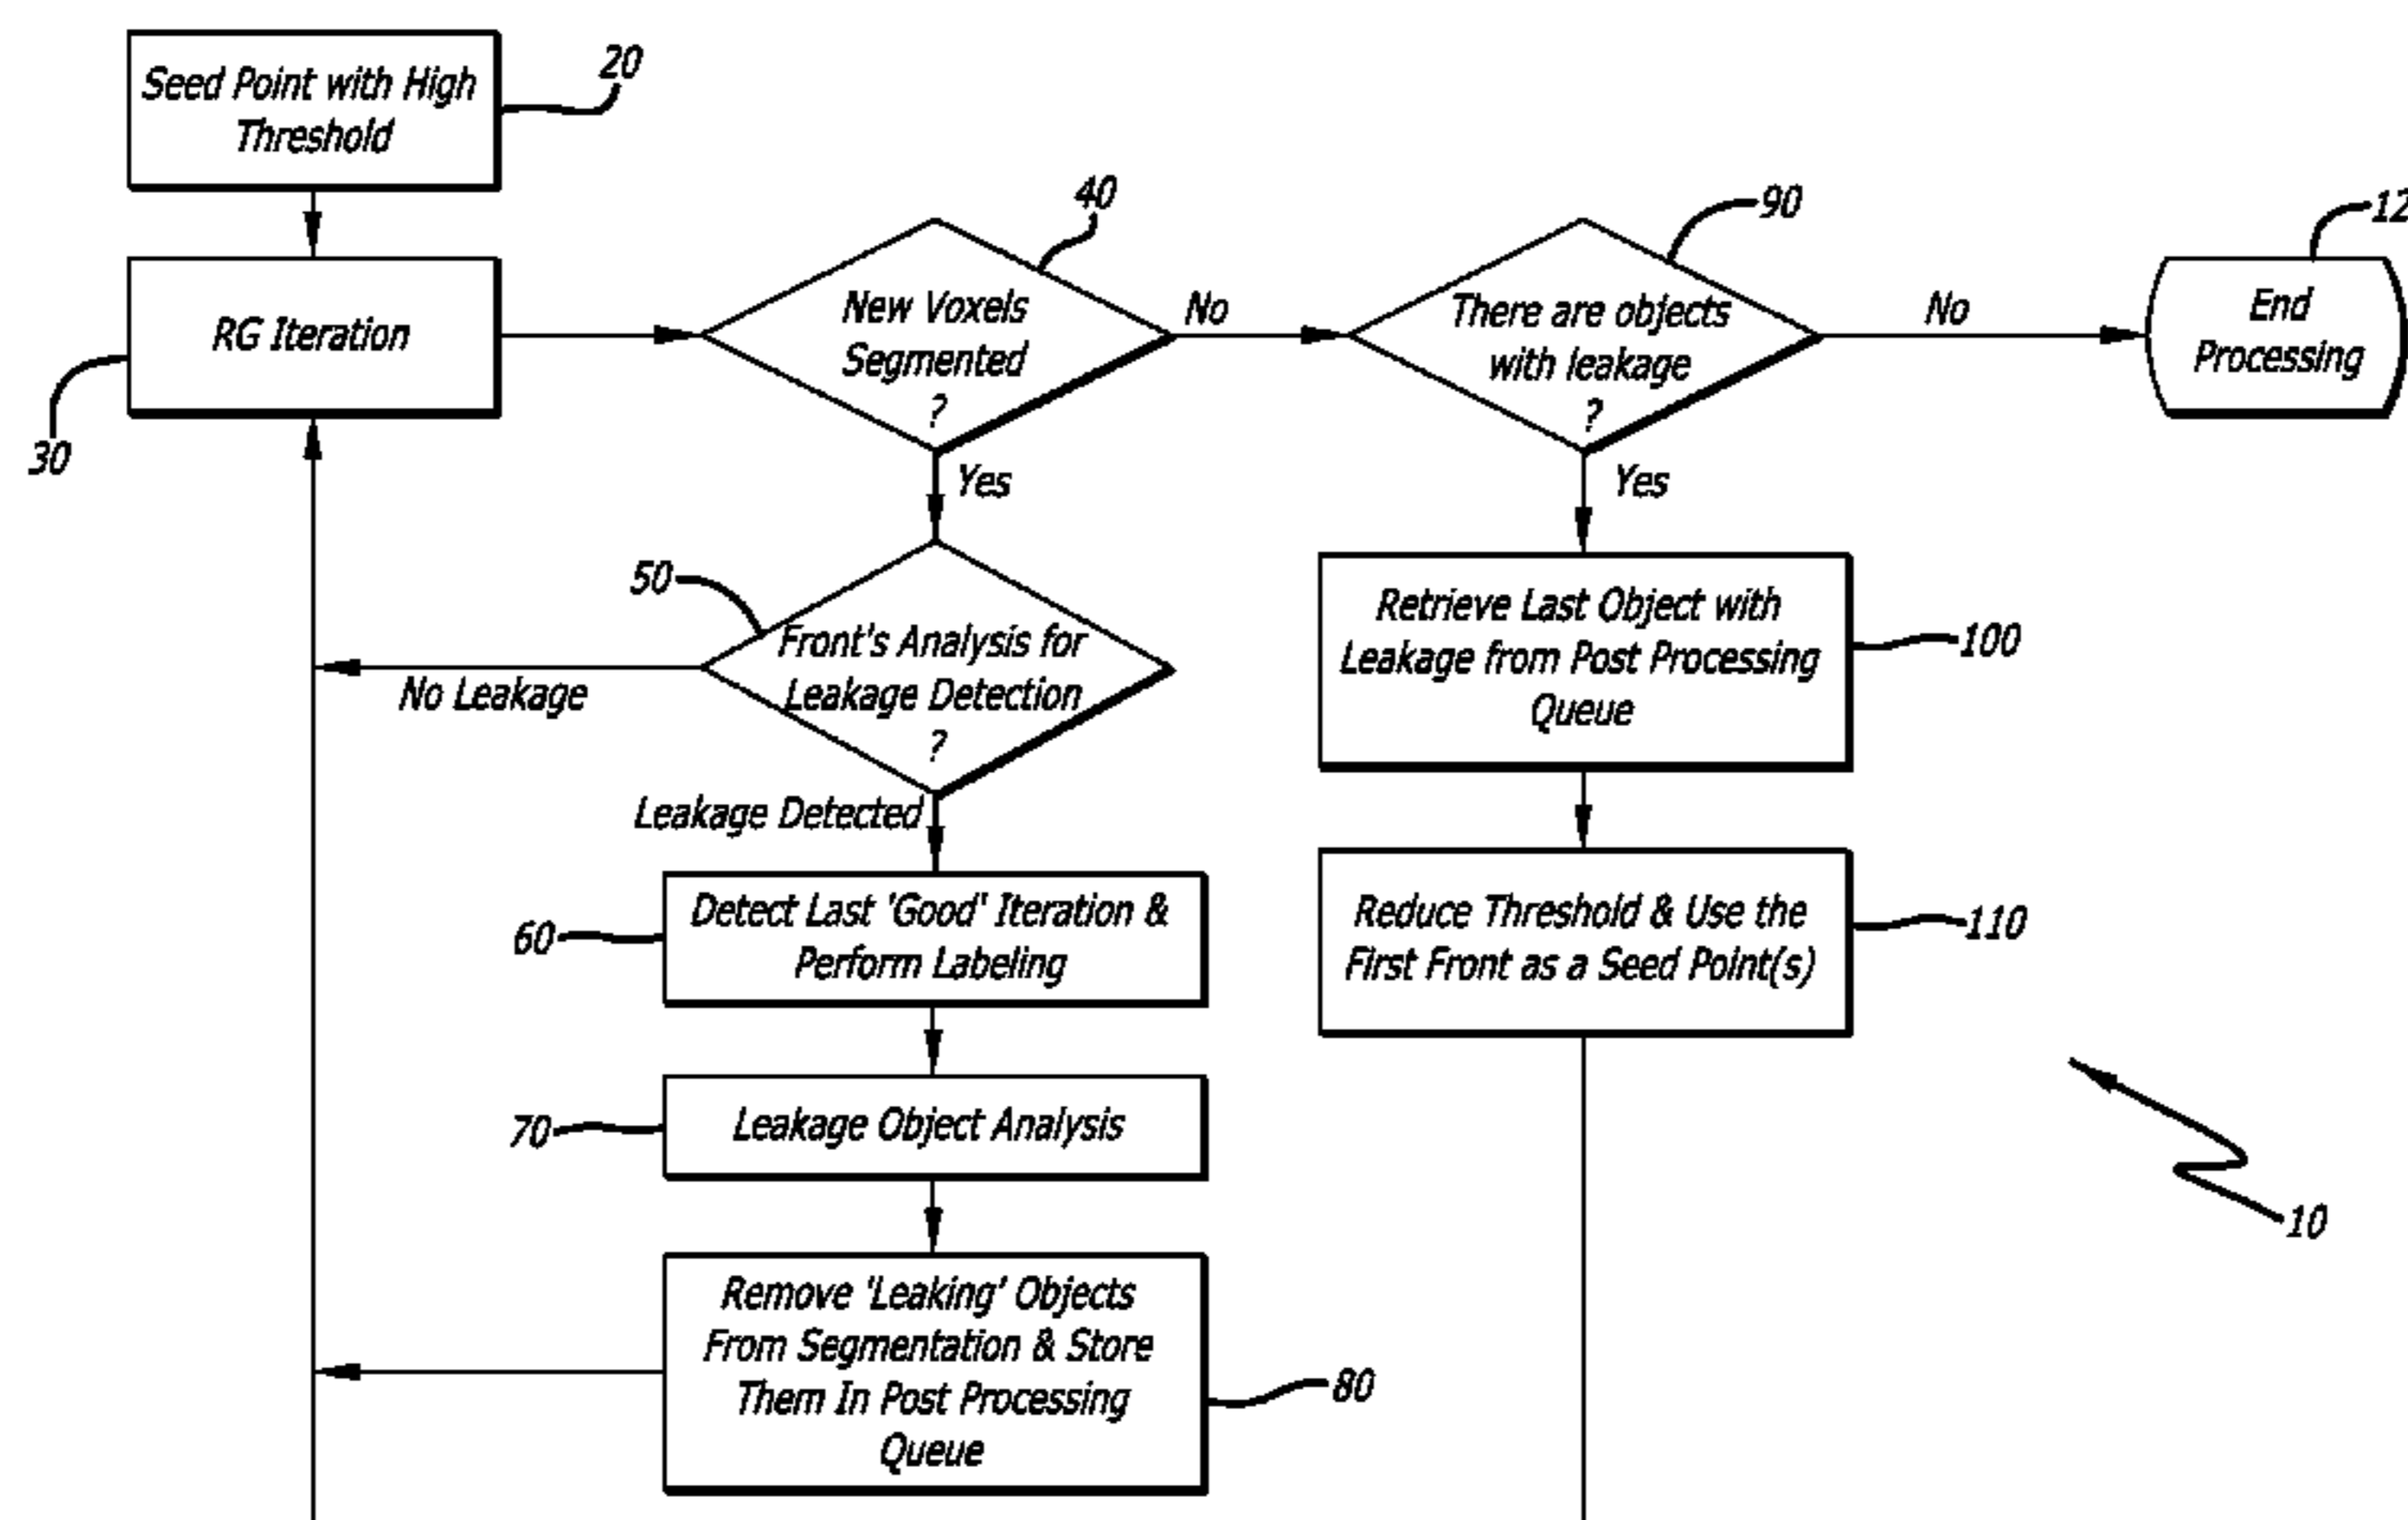 Seed Point with High
Threshold
20
RG Iteration
30
40
New Voxels
Segmented
?
No
Yes
90
There are objects
with leakage
?
No
Yes
12
End
Processing
50
Front's Analysis for
Leakage Detection
?
No Leakage
Leakage Detected
Retrieve Last Object with
Leakage from Post Processing
Queue
100
60
Detect Last 'Good" Iteration &
Perform Labeling
Reduce Threshold & Use the
First Front as a Seed Point(s)
110
70
Leakage Object Analysis
Remove 'Leaking' Objects
From Segmentation & Store
Them In Post Processing
Queue
80
10